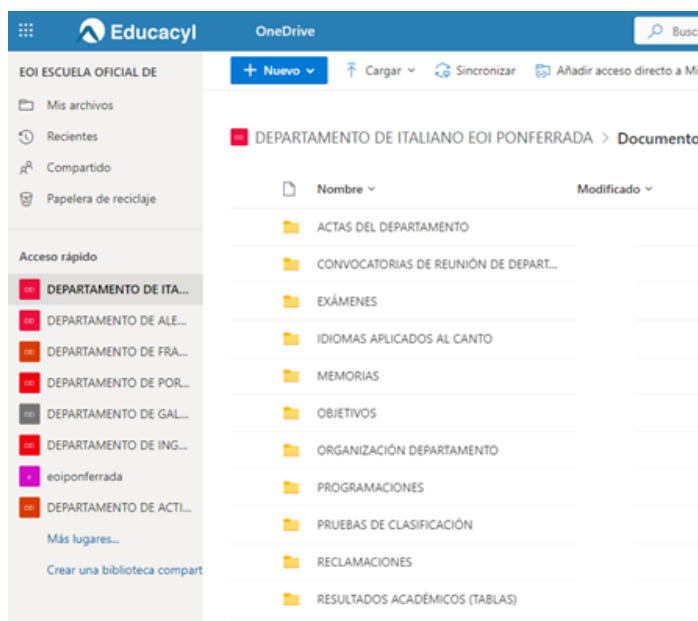 Educacyl
OneDrive
Busc
EOI ESCUELA OFICIAL DE
Mis archivos
Recientes
Compartido
Papelera de reciclaje
Acceso rápido
DEPARTAMENTO DE ITA...
DEPARTAMENTO DE ALE...
DEPARTAMENTO DE FRA...
DEPARTAMENTO DE POR...
DEPARTAMENTO DE GAL...
DEPARTAMENTO DE ING...
eoiponferrada
DEPARTAMENTO DE ACTI...
Más lugares...
Crear una biblioteca compart
+ Nuevo Cargar Sincronizar Añadir acceso directo a Mi
DEPARTAMENTO DE ITALIANO EOI PONFERRADA > Documento
Nombre Modificado
ACTAS DEL DEPARTAMENTO
CONVOCATORIAS DE REUNIÓN DE DEPART...
EXÁMENES
IDIOMAS APLICADOS AL CANTO
MEMORIAS
OBJETIVOS
ORGANIZACIÓN DEPARTAMENTO
PROGRAMACIONES
PRUEBAS DE CLASIFICACIÓN
RECLAMACIONES
RESULTADOS ACADÉMICOS (TABLAS)